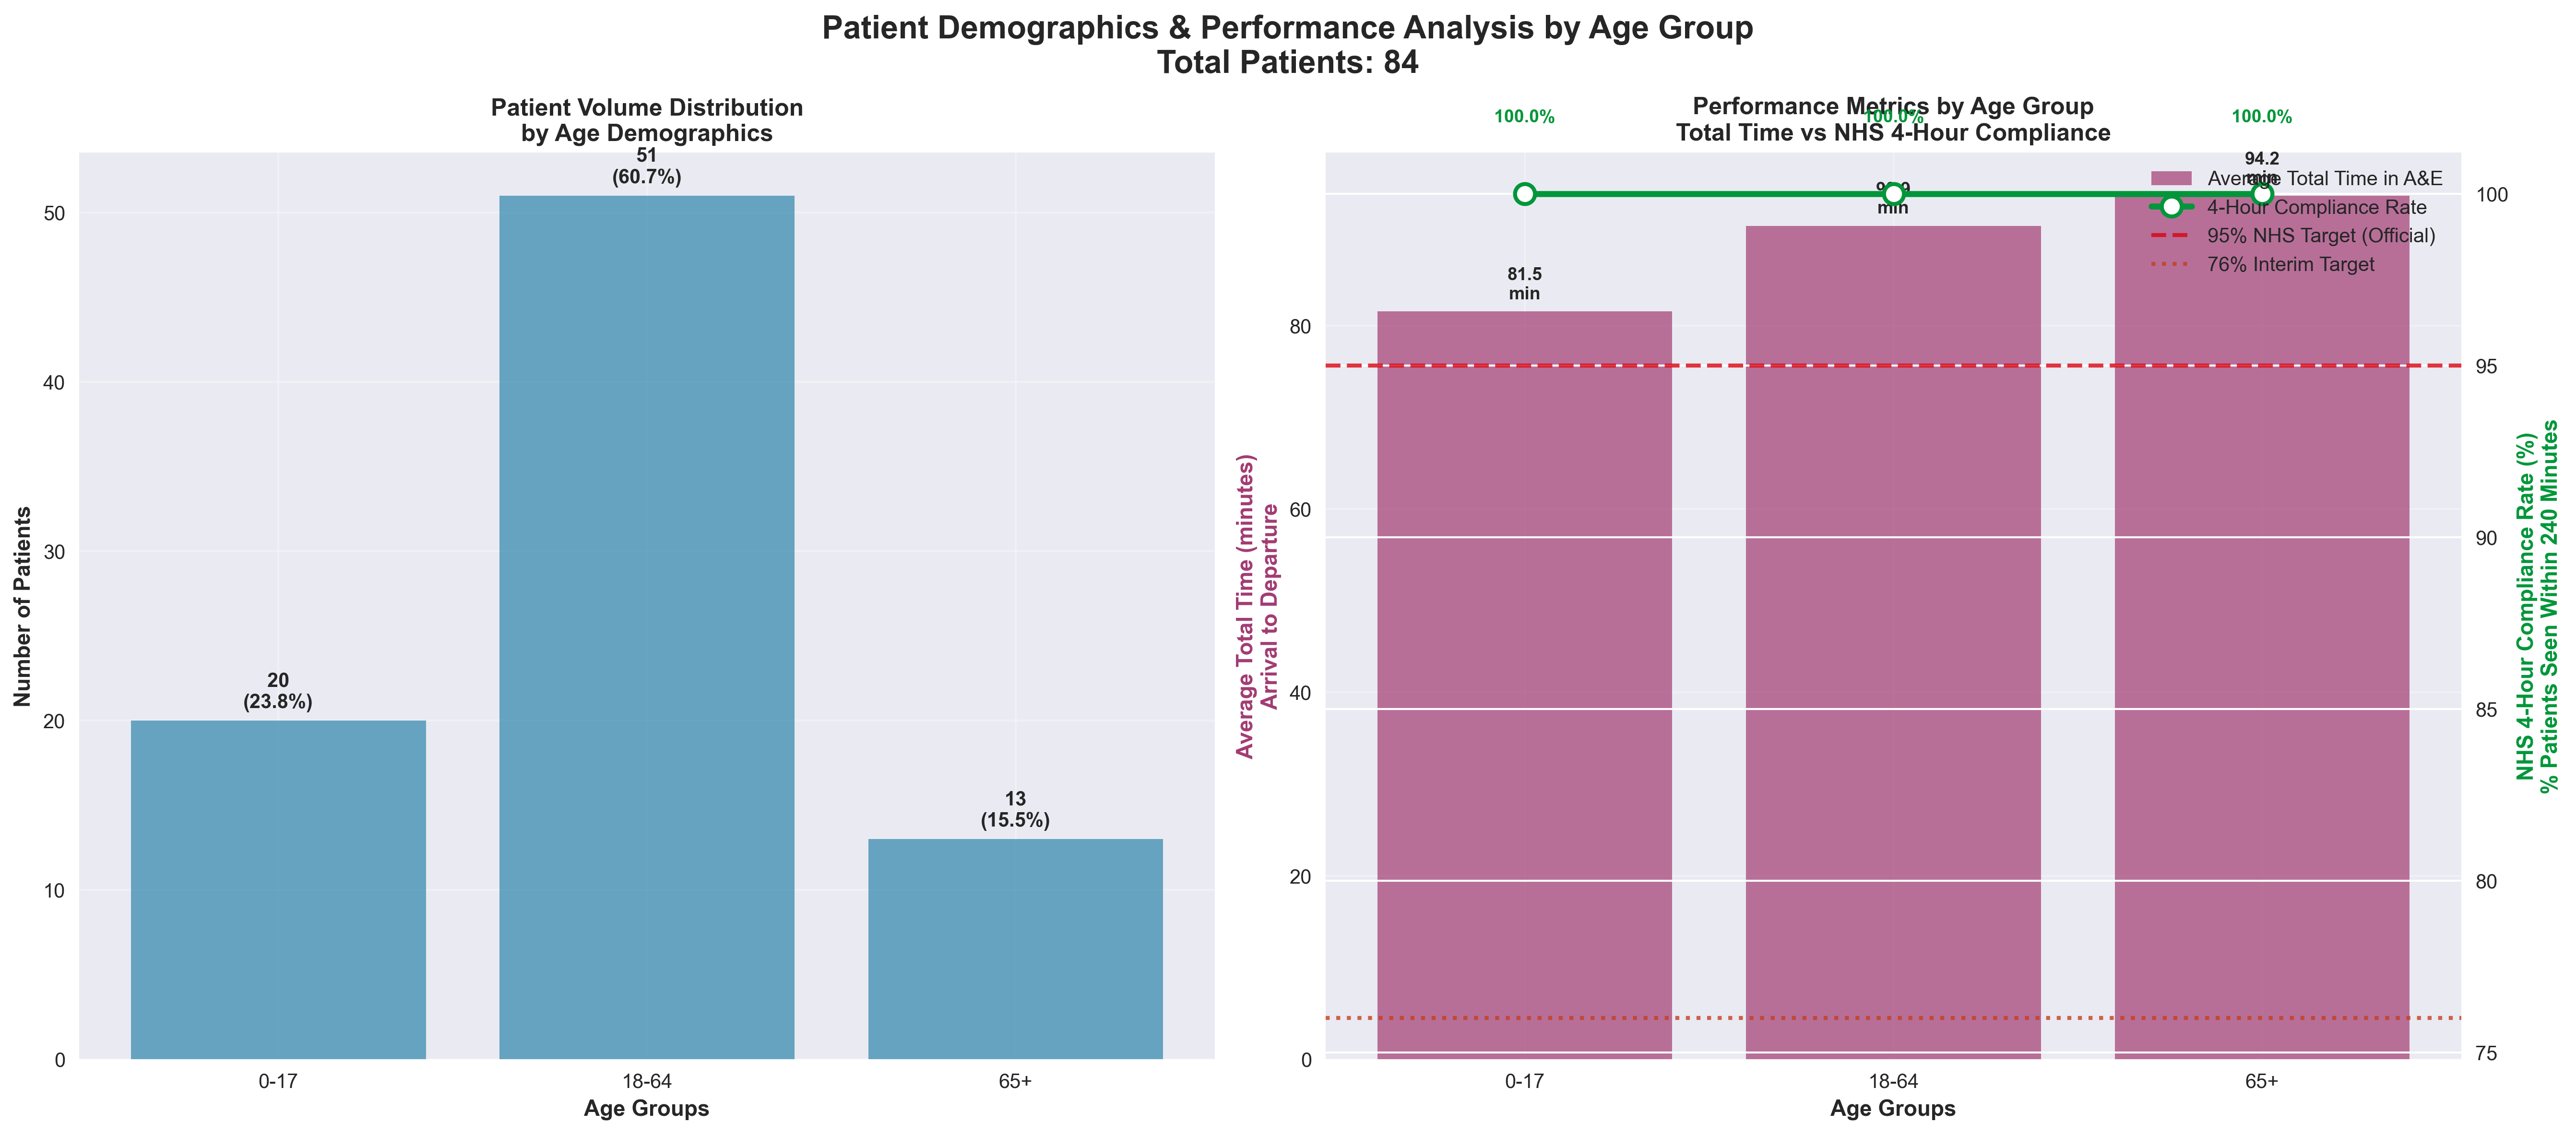 Patient Demographics & Performance Analysis by Age Group
Total Patients: 84
Patient Volume Distribution
by Age Demographics
51
(60.7%)
20
(23.8%)
13
(15.5%)
Number of Patients
50
40
30
20
10
0
0-17
18-64
65+
Age Groups
Performance Metrics by Age Group
Total Time vs NHS 4-Hour Compliance
100.0%
100.0%
100.0%
81.5
min
min
94.2
min
Average Total Time in A&E
4-Hour Compliance Rate
95% NHS Target (Official)
76% Interim Target
Average Total Time (minutes)
Arrival to Departure
80
60
40
20
0
0-17
18-64
65+
Age Groups
100
95
90
85
80
75
NHS 4-Hour Compliance Rate (%)
% Patients Seen Within 240 Minutes